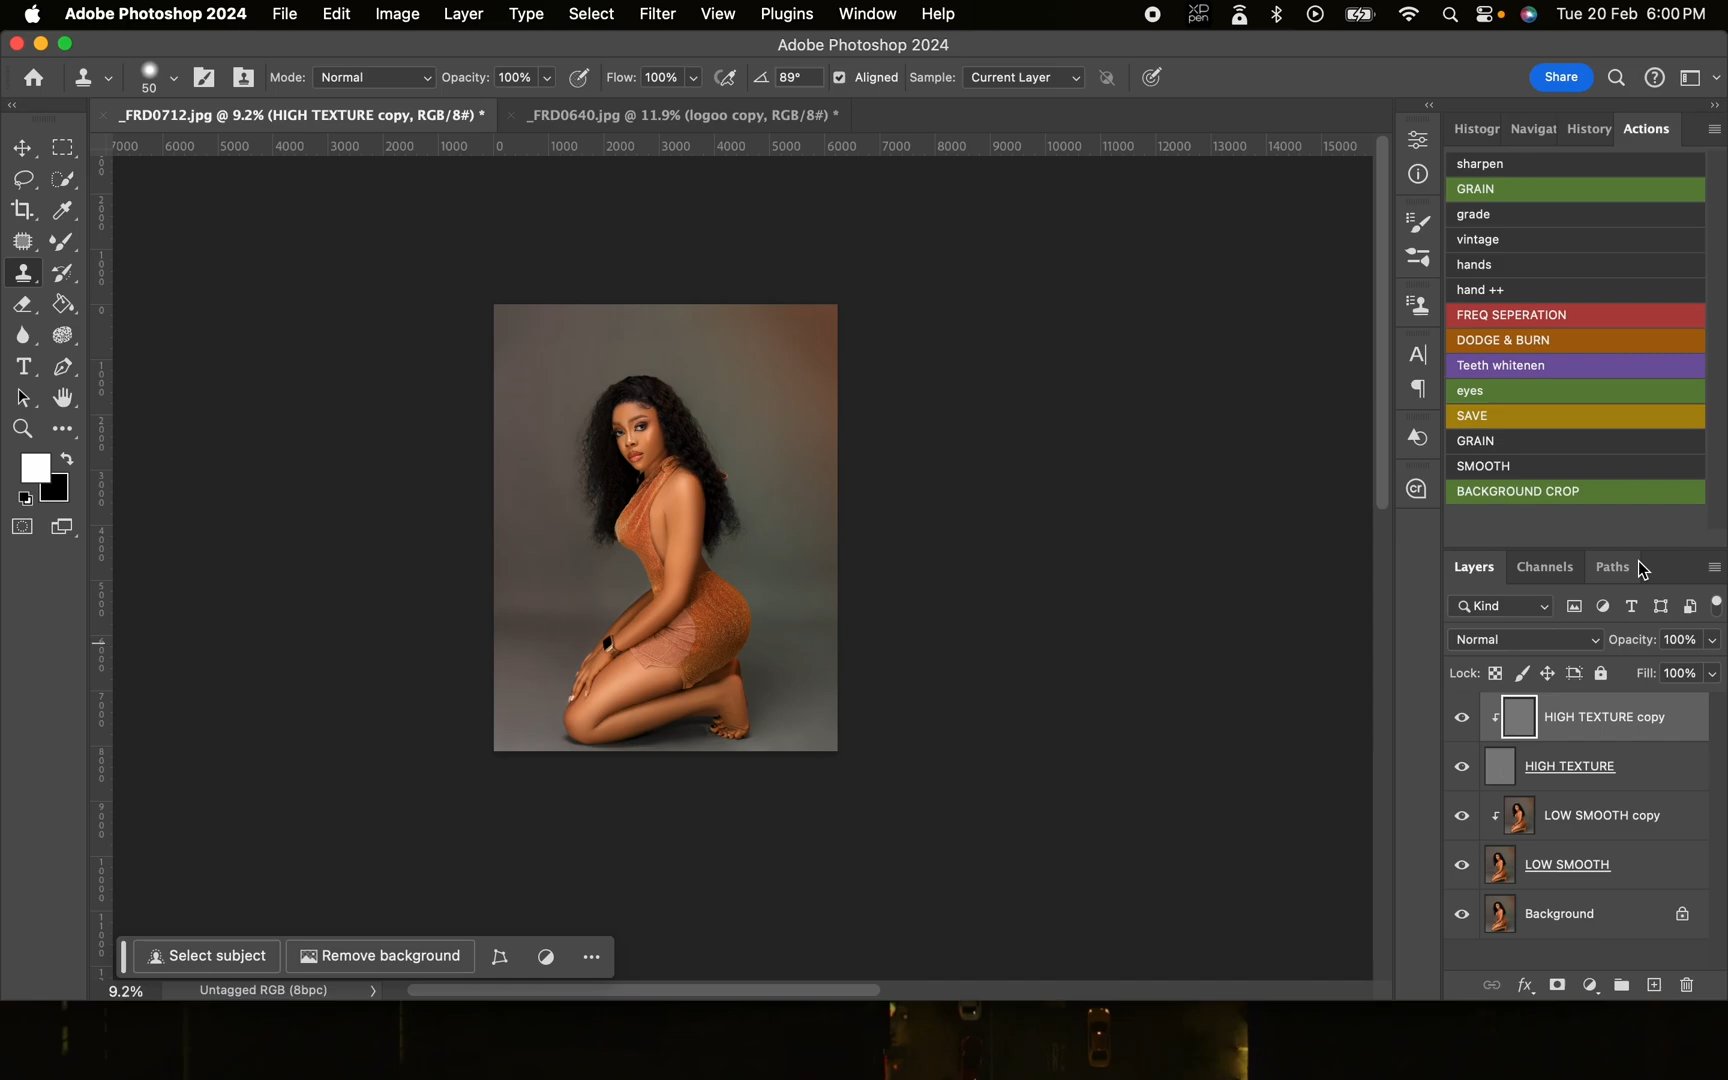 Adobe Photoshop 2024 File Edit Image Layer Type Select Filter View Plugins Window Help XP pen Tue 20 Feb 6:00 PM
Adobe Photoshop 2024
50 Mode: Normal Opacity: 100% Flow: 100% 89° Aligned Sample: Current Layer Share
_FRD0712.jpg @ 9.2% (HIGH TEXTURE copy, RGB/8#) * _FRD0640.jpg @ 11.9% (logoo copy, RGB/8#) *
7000 6000 5000 4000 3000 2000 1000 0 1000 2000 3000 4000 5000 6000 7000 8000 9000 10000 11000 12000 13000 14000 15000
Histogr Navigat History Actions
sharpen
GRAIN
grade
vintage
hands
hand ++
FREQ SEPERATION
DODGE & BURN
Teeth whitenen
eyes
SAVE
GRAIN
SMOOTH
BACKGROUND CROP
Layers Channels Paths
Kind
Normal Opacity: 100%
Lock: Fill: 100%
HIGH TEXTURE copy
HIGH TEXTURE
LOW SMOOTH copy
LOW SMOOTH
Background
Select subject Remove background
9.2% Untagged RGB (8bpc)